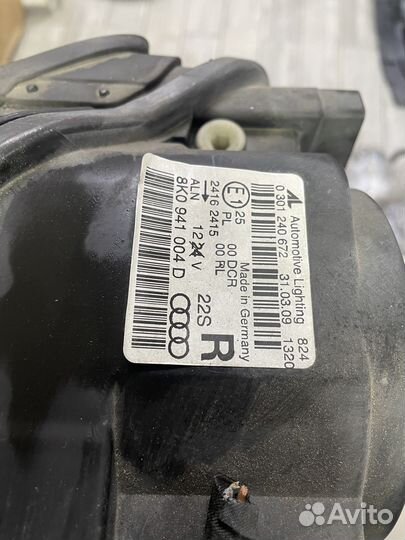 Automotive Lighting 824
0 301 240 672 31.03.09 1320
E1 25 Made in Germany
PL 00 DCR
2416 2415 00 RL
ALN 12 24 V 22S R
8K0 941 004 D
Avito